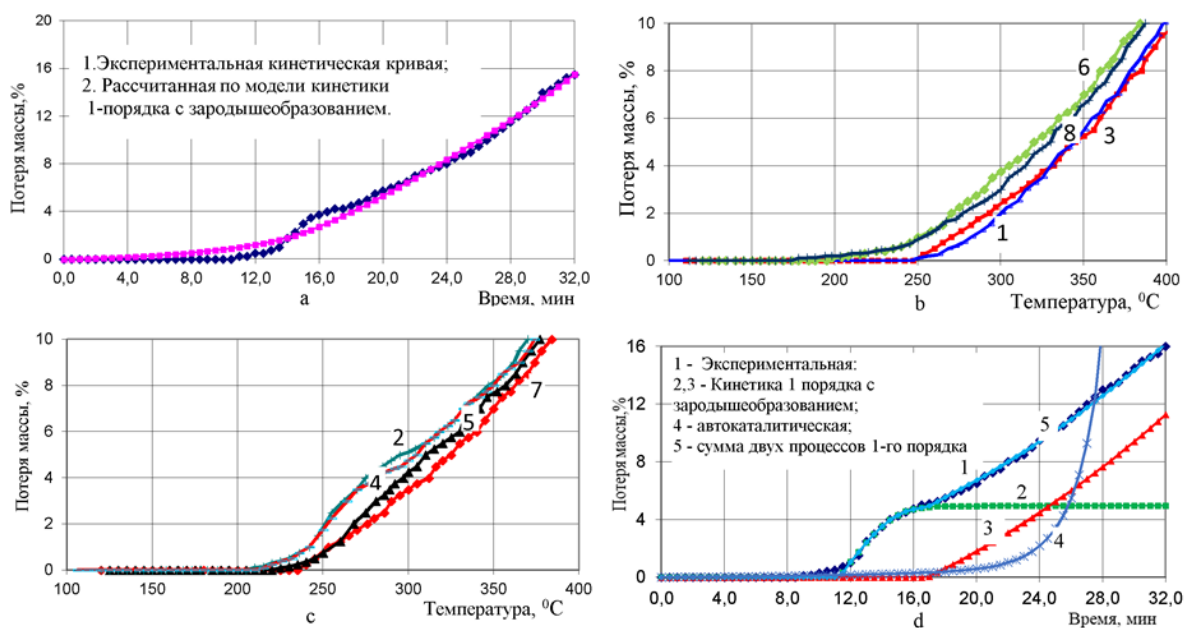 20
16
12
8
4
0
Потеря массы,%
1.Экспериментальная кинетическая кривая;
2. Рассчитанная по модели кинетики
1-порядка с зародышеобразованием.
0,0 4,0 8,0 12,0 16,0 20,0 24,0 28,0 32,0
Время, мин
a
10
8
6
4
2
0
Потеря массы, %
6
8
3
1
100 150 200 250 300 350 400
Температура, ⁰С
b
10
8
6
4
2
0
Потеря массы, %
2
4
5
7
100 150 200 250 300 350 400
Температура, ⁰С
c
16
12
8
4
0
Потеря массы,%
1 - Экспериментальная;
2,3 - Кинетика 1 порядка с
зародышеобразованием;
4 - автокаталитическая;
5 - сумма двух процессов 1-го порядка
1
5
2
3
4
0,0 4,0 8,0 12,0 16,0 20,0 24,0 28,0 32,0
Время, мин
d